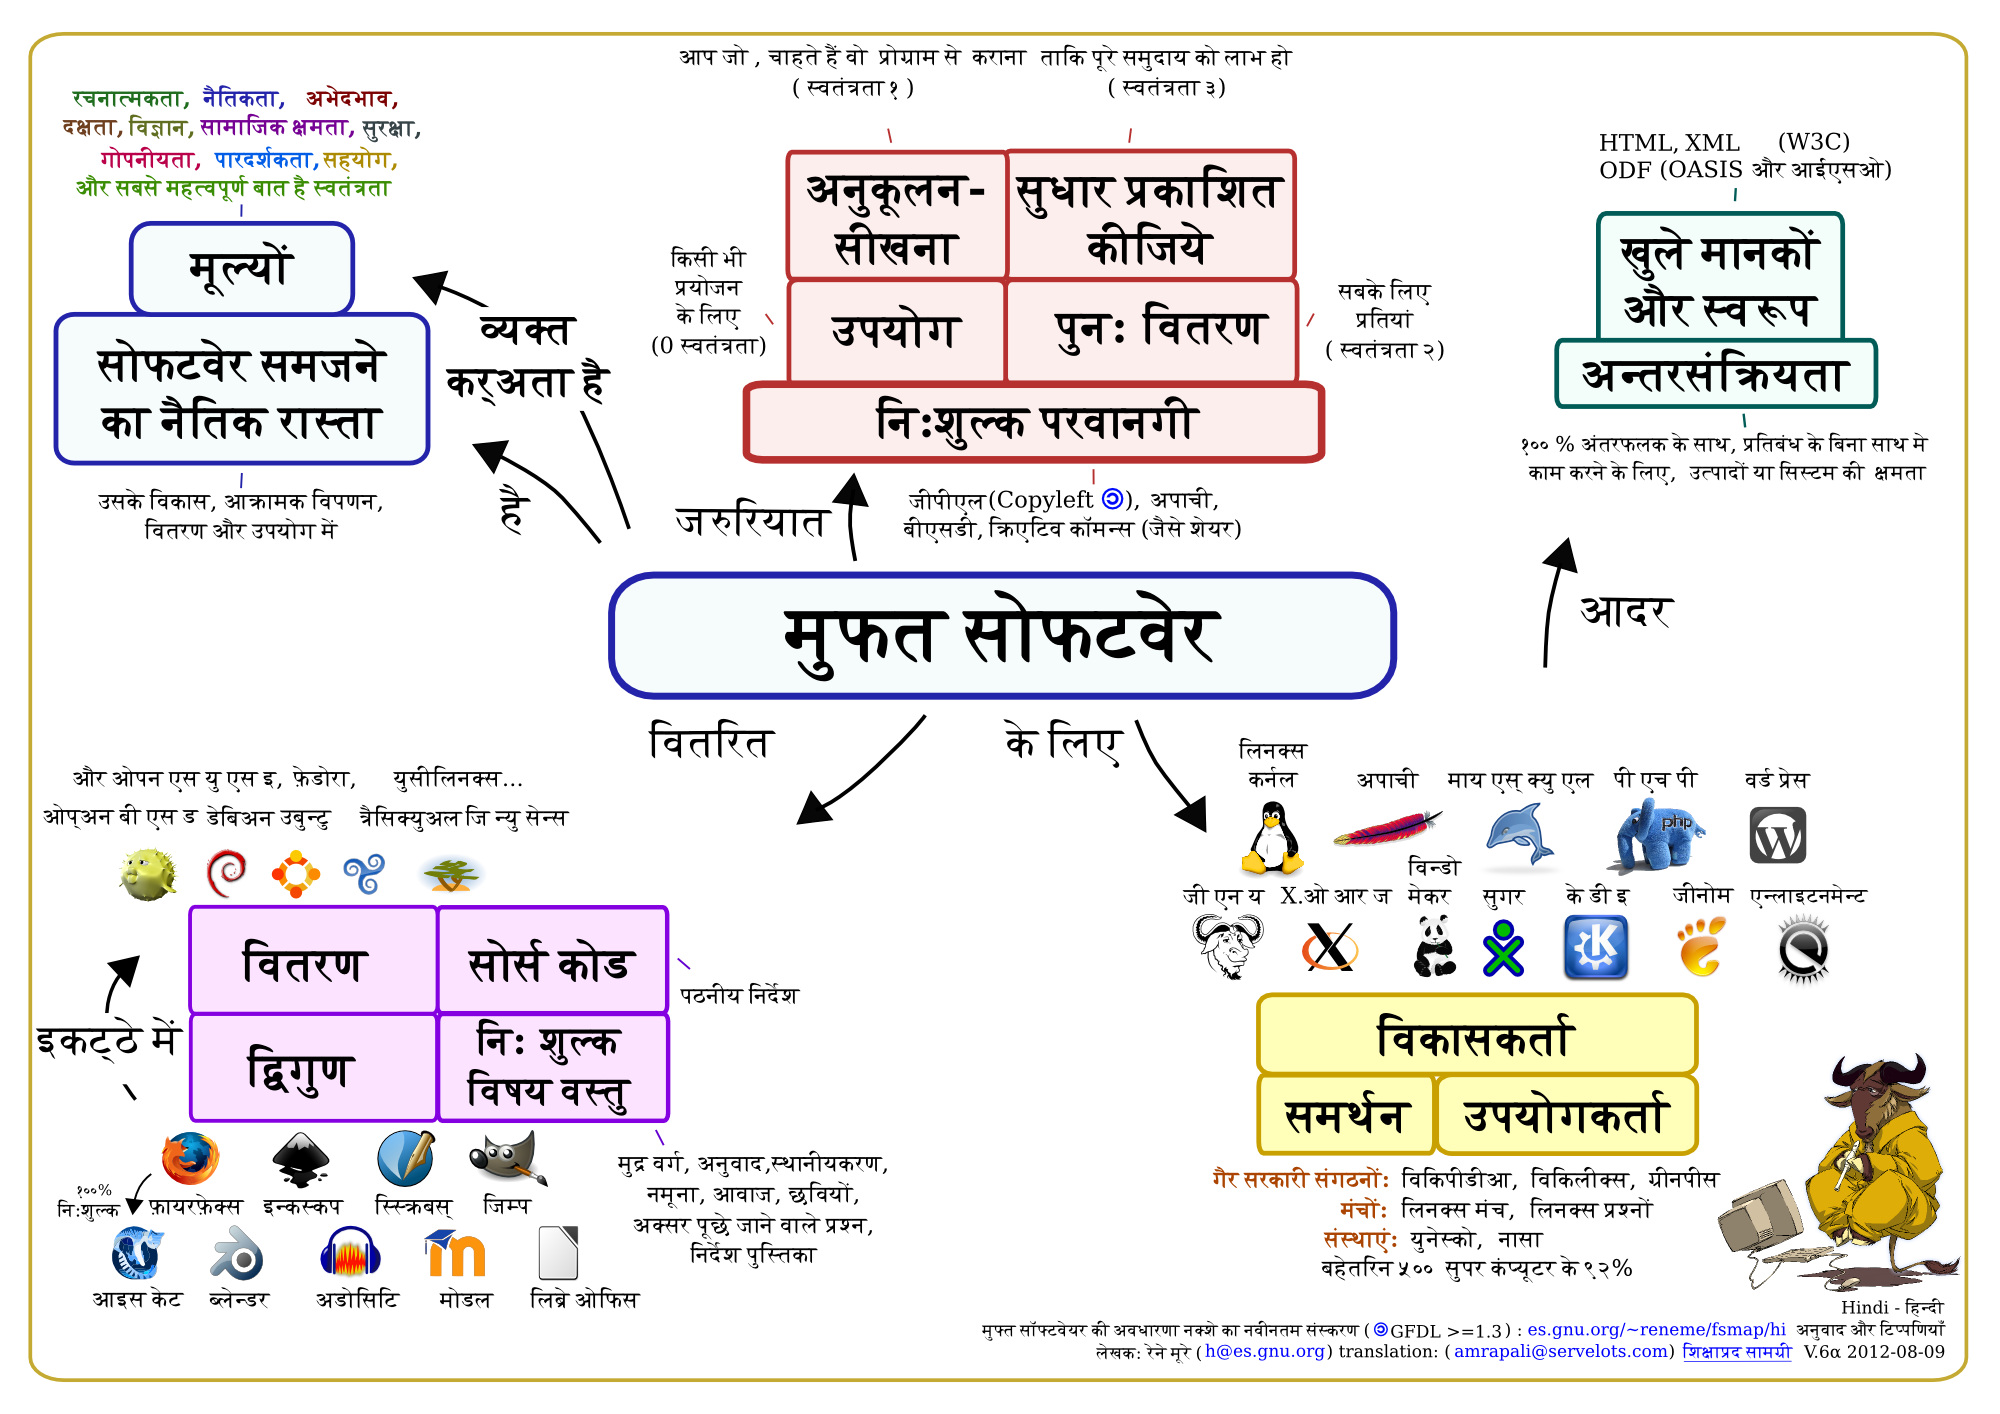 आप जो , चाहते हैं वो प्रोग्राम से कराना
( स्वतंत्रता १ )
ताकि पूरे समुदाय को लाभ हो
( स्वतंत्रता ३)
रचनात्मकता, नैतिकता, अभेदभाव,
दक्षता, विज्ञान, सामाजिक क्षमता, सुरक्षा,
गोपनीयता, पारदर्शकता, सहयोग,
और सबसे महत्वपूर्ण बात है स्वतंत्रता
मूल्यों
सोफटवेर समजने
का नैतिक रास्ता
उसके विकास, आक्रामक विपणन,
वितरण और उपयोग में
व्यक्त
कर्अता है
है
अनुकूलन-
सीखना
सुधार प्रकाशित
कीजिये
किसी भी
प्रयोजन
के लिए
(0 स्वतंत्रता)
उपयोग
पुनः वितरण
सबके लिए
प्रतियां
( स्वतंत्रता २)
निःशुल्क परवानगी
जरुरियात
जीपीएल (Copyleft ), अपाची,
बीएसडी, क्रिएटिव कॉमन्स (जैसे शेयर)
HTML, XML (W3C)
ODF (OASIS और आईएसओ)
खुले मानकों
और स्वरूप
अन्तरसंक्रियता
१०० % अंतरफलक के साथ, प्रतिबंध के बिना साथ मे
काम करने के लिए, उत्पादों या सिस्टम की क्षमता
आदर
मुफत सोफटवेर
वितरित
के लिए
और ओपन एस यु एस इ, फ़ेडोरा, युसीलिनक्स...
ओप्अन बी एस ड डेबिअन उबुन्टु त्रैसिक्युअल जि न्यु सेन्स
वितरण
सोर्स कोड
पठनीय निर्देश
इकट्ठे में
द्विगुण
निः शुल्क
विषय वस्तु
मुद्र वर्ग, अनुवाद,स्थानीयकरण,
नमूना, आवाज, छवियों,
अक्सर पूछे जाने वाले प्रश्न,
निर्देश पुस्तिका
१००%
निःशुल्क
फ़ायरफ़ेक्स इन्कस्कप स्स्क्रिबस् जिम्प
आइस केट ब्लेन्डर अडोसिटि मोडल लिब्रे ओफिस
लिनक्स
कर्नल
अपाची माय एस् क्यु एल पी एच पी वर्ड प्रेस
php
जी एन य X.ओ आर ज
विन्डो
मेकर
सुगर के डी इ जीनोम एन्लाइटनमेन्ट
विकासकर्ता
समर्थन उपयोगकर्ता
गैर सरकारी संगठनों: विकिपीडीआ, विकिलीक्स, ग्रीनपीस
मंचों: लिनक्स मंच, लिनक्स प्रश्नों
संस्थाएं: युनेस्को, नासा
बहेतरिन ५०० सुपर कंप्यूटर के ९२%
Hindi - हिन्दी
मुफ्त सॉफ्टवेयर की अवधारणा नक्शे का नवीनतम संस्करण ( GFDL >=1.3) : es.gnu.org/~reneme/fsmap/hi अनुवाद और टिप्पणियाँ
लेखक: रेने मूरे ( h@es.gnu.org) translation: ( amrapali@servelots.com) शिक्षाप्रद सामग्री V.6α 2012-08-09